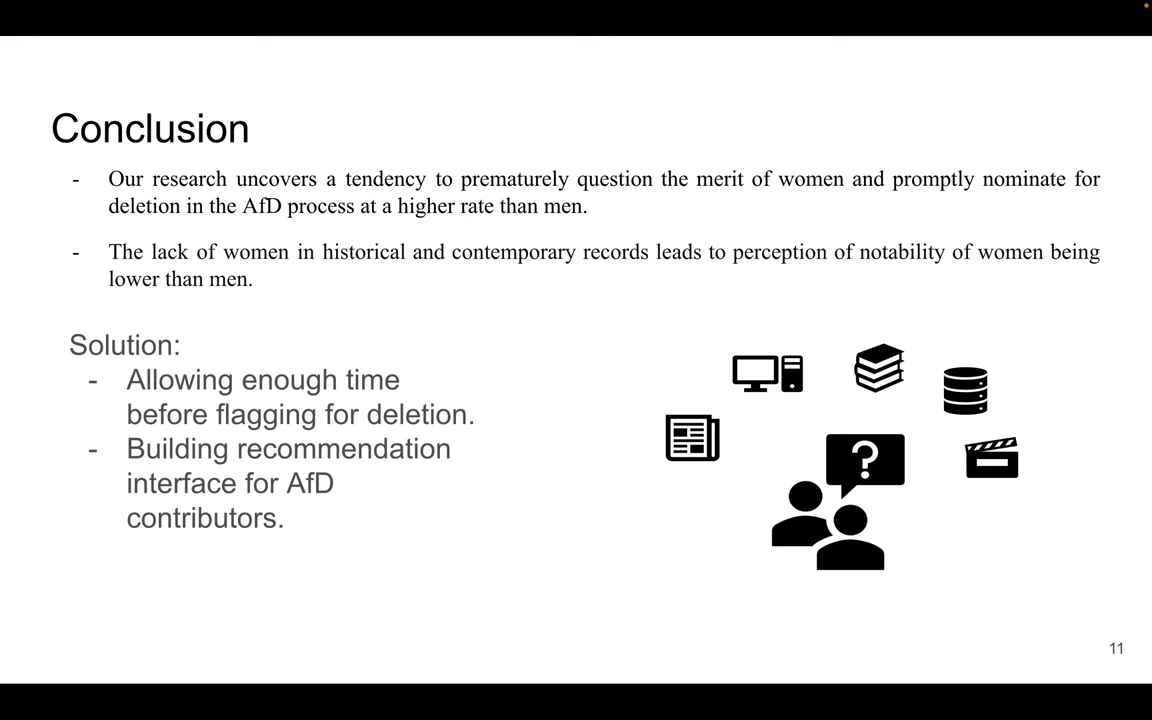 Conclusion
- Our research uncovers a tendency to prematurely question the merit of women and promptly nominate for
deletion in the AfD process at a higher rate than men.
- The lack of women in historical and contemporary records leads to perception of notability of women being
lower than men.
Solution:
- Allowing enough time
before flagging for deletion.
- Building recommendation
interface for AfD
contributors.
?
11